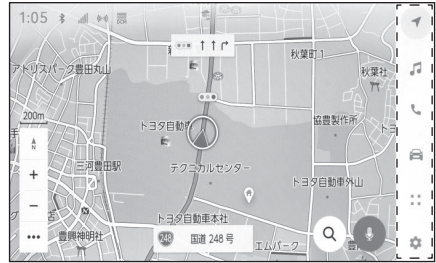 1:05
秋葉町1
アトリスパーク豊田丸山
秋葉社
200m
トヨタ自動車
協豊製作所
N
三河豊田駅
テクニカルセンター
トヨタ自動車外山
+
−
トヨタ自動車本社
豊興神明社
248
国道 248 号
エムパーク